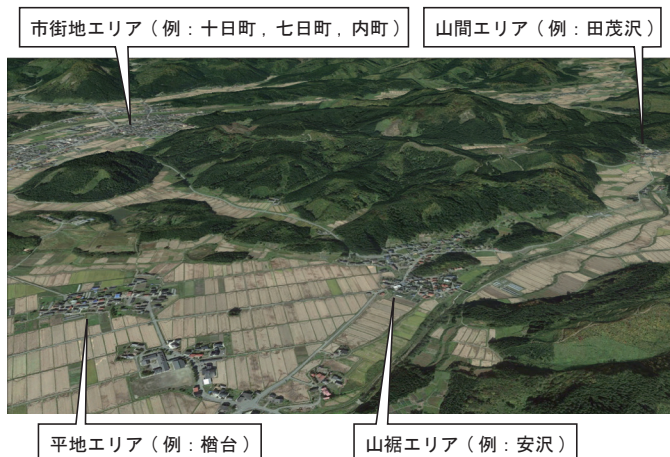 市街地エリア（例：十日町，七日町，内町）
山間エリア（例：田茂沢）
平地エリア（例：楢台）
山裾エリア（例：安沢）